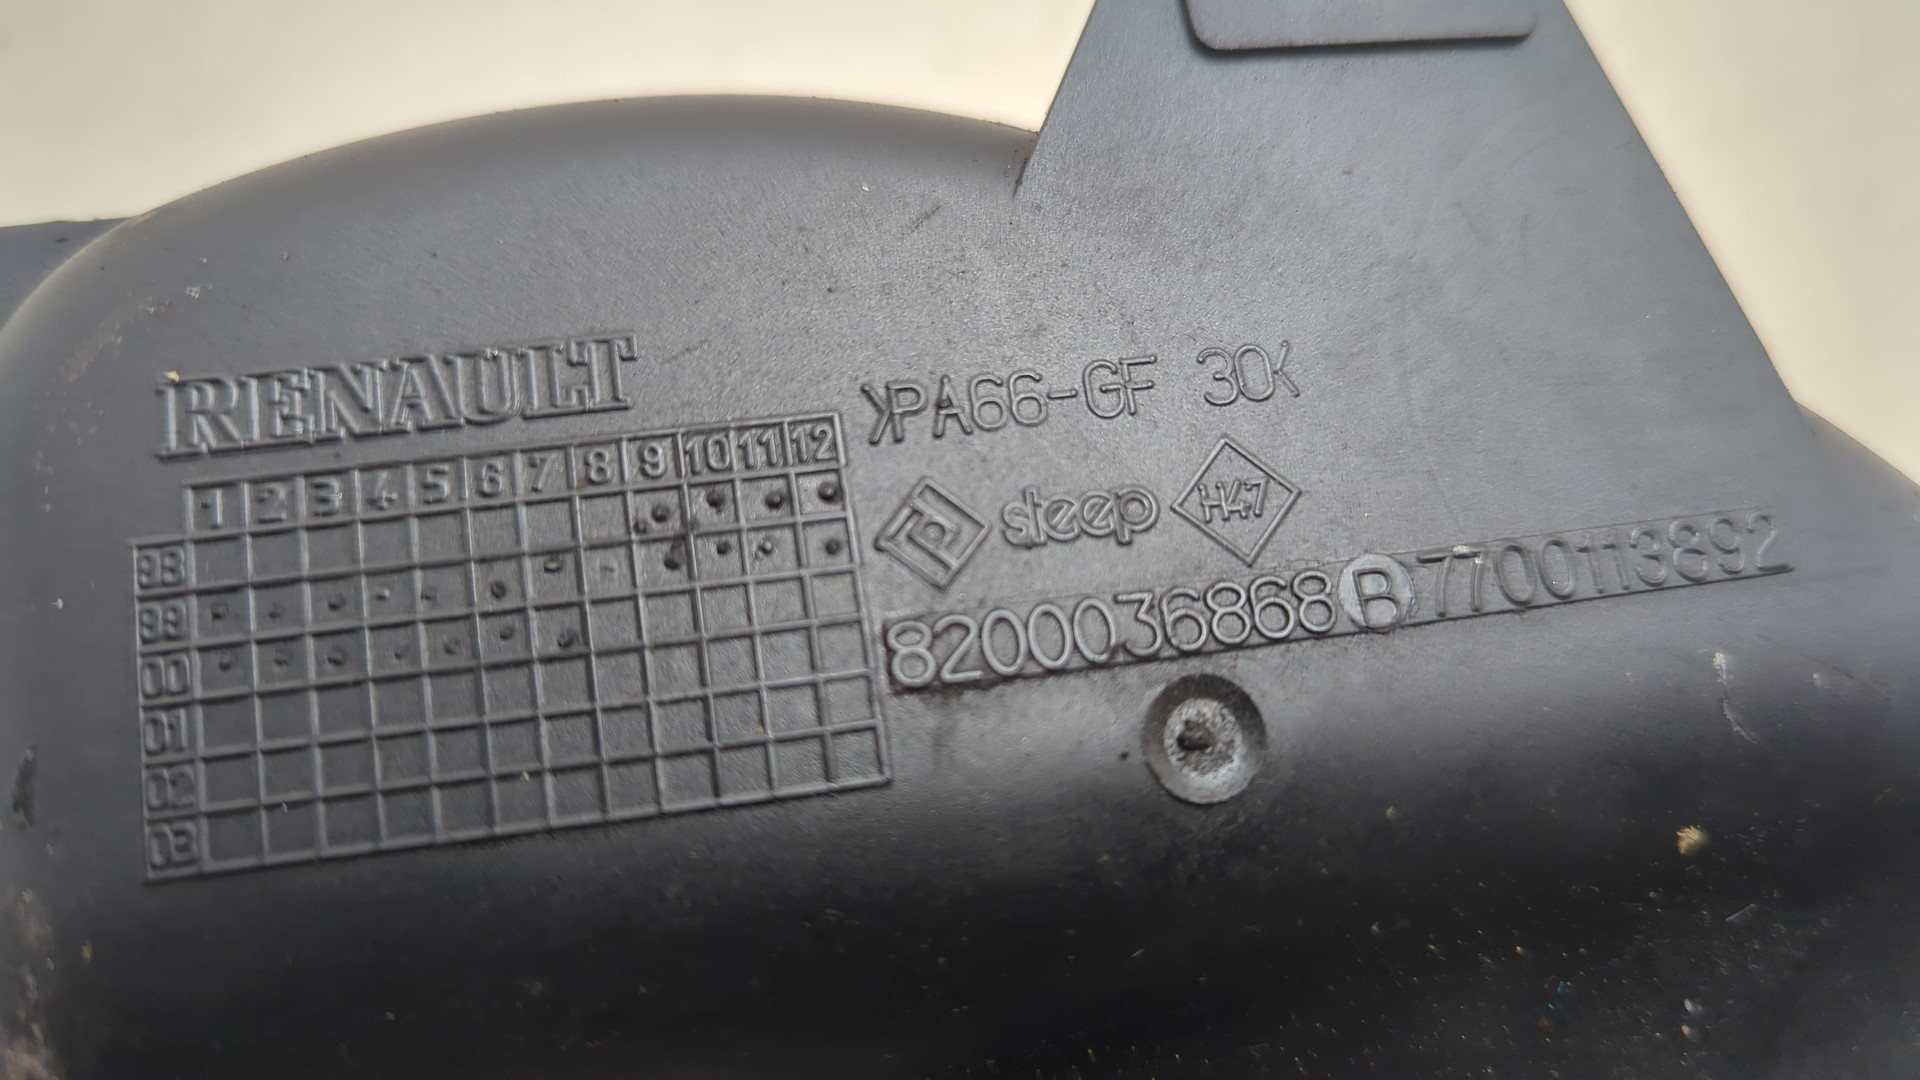 RENAULT
1 2 3 4 5 6 7 8 9 10 11 12
98
99
00
01
02
03
>PA66-GF 30<
steep H47
8200036868 B 7700113892